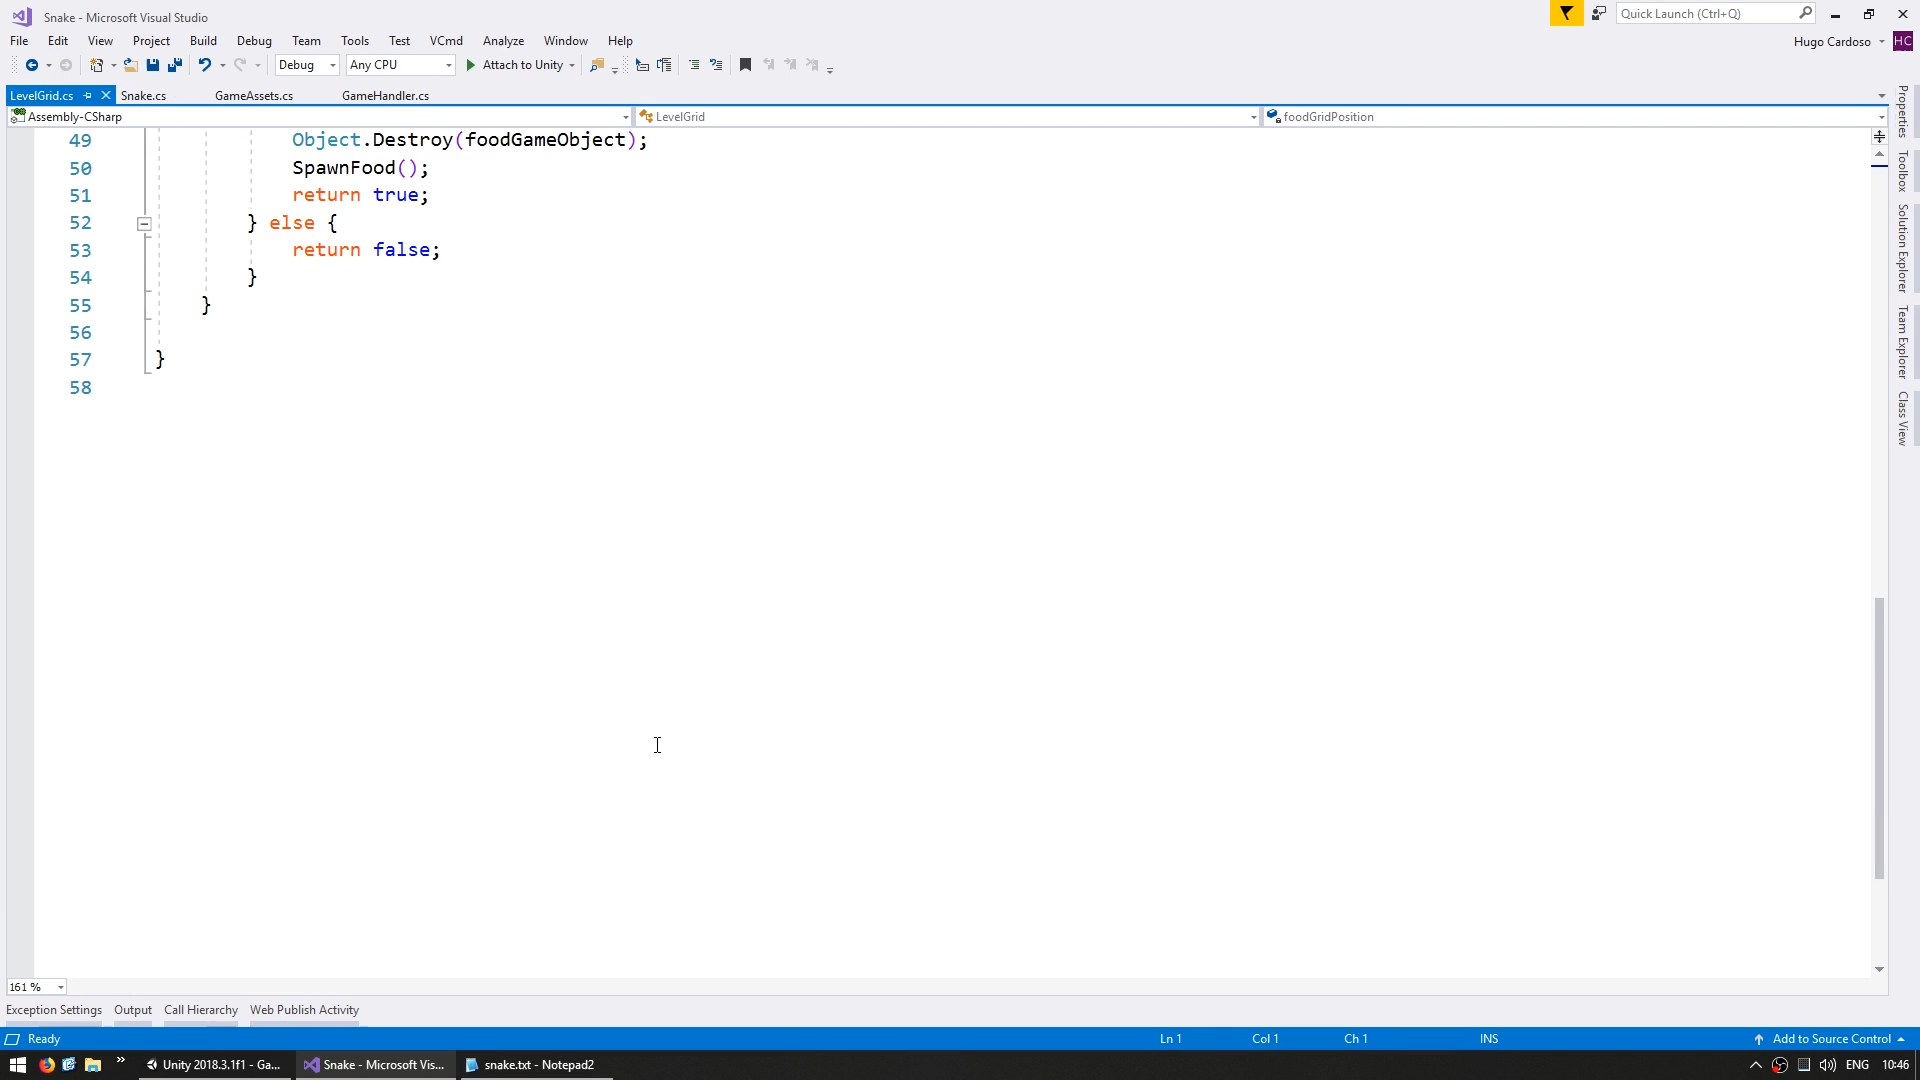 Snake - Microsoft Visual Studio
Quick Launch (Ctrl+Q)
File Edit View Project Build Debug Team Tools Test VCmd Analyze Window Help
Hugo Cardoso HC
Debug Any CPU Attach to Unity
LevelGrid.cs Snake.cs GameAssets.cs GameHandler.cs
Assembly-CSharp LevelGrid foodGridPosition
49 Object.Destroy(foodGameObject);
50 SpawnFood();
51 return true;
52 } else {
53 return false;
54 }
55 }
56
57 }
58
Properties
Toolbox
Solution Explorer
Team Explorer
Class View
161 %
Exception Settings Output Call Hierarchy Web Publish Activity
Ready Ln 1 Col 1 Ch 1 INS Add to Source Control
Unity 2018.3.1f1 - Ga... Snake - Microsoft Vis... snake.txt - Notepad2 ENG 10:46